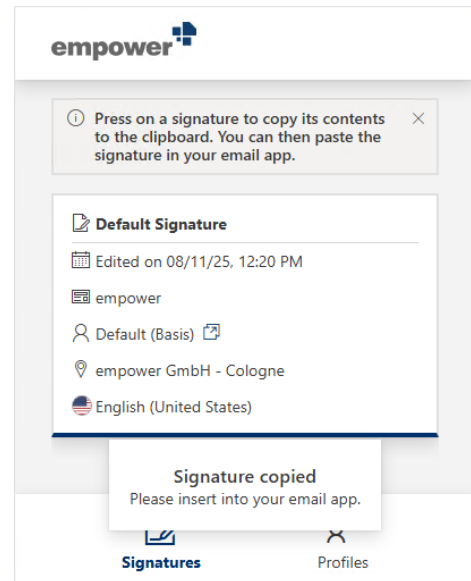 empower
Press on a signature to copy its contents
to the clipboard. You can then paste the
signature in your email app.
Default Signature
Edited on 08/11/25, 12:20 PM
empower
Default (Basis)
empower GmbH - Cologne
English (United States)
Signature copied
Please insert into your email app.
Signatures
Profiles